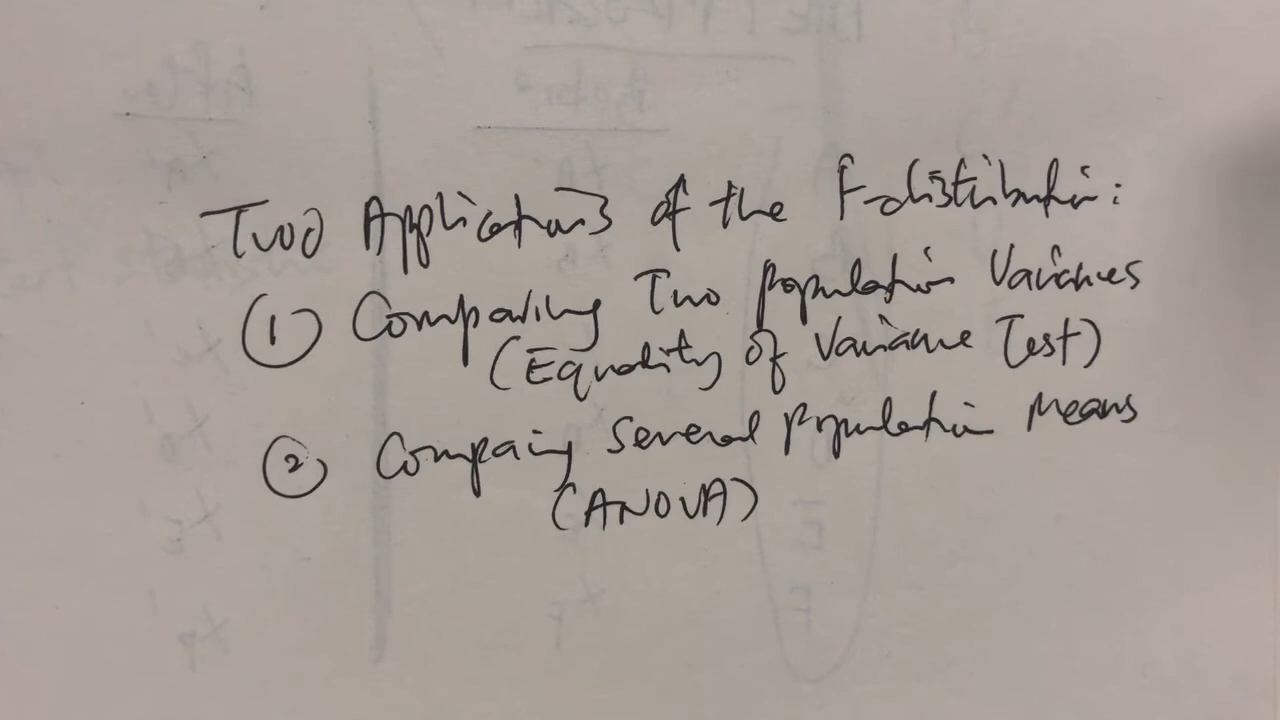 Two Applications of the F-distribution:
(1) Comparing Two population Variances
(Equality of Variance Test)
(2) Comparing several population Means
(ANOVA)